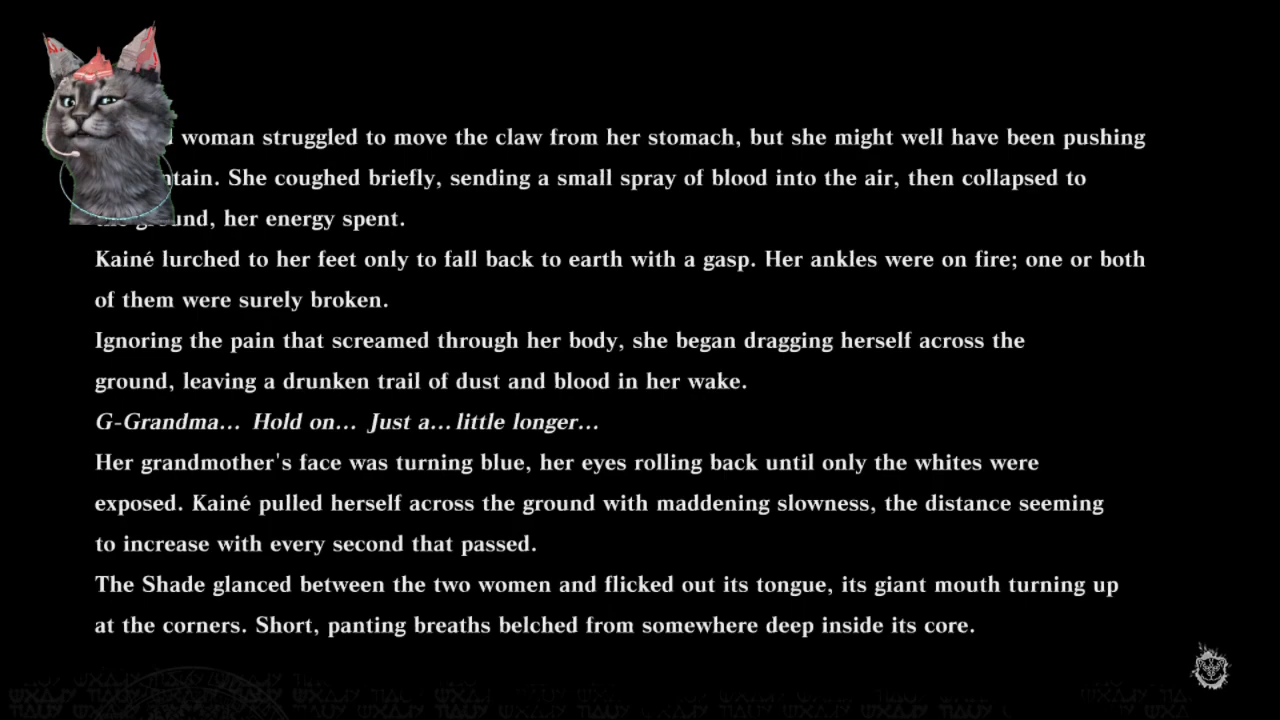 woman struggled to move the claw from her stomach, but she might well have been pushing
tain. She coughed briefly, sending a small spray of blood into the air, then collapsed to
the ground, her energy spent.
Kainé lurched to her feet only to fall back to earth with a gasp. Her ankles were on fire; one or both
of them were surely broken.
Ignoring the pain that screamed through her body, she began dragging herself across the
ground, leaving a drunken trail of dust and blood in her wake.
G-Grandma... Hold on... Just a... little longer...
Her grandmother's face was turning blue, her eyes rolling back until only the whites were
exposed. Kainé pulled herself across the ground with maddening slowness, the distance seeming
to increase with every second that passed.
The Shade glanced between the two women and flicked out its tongue, its giant mouth turning up
at the corners. Short, panting breaths belched from somewhere deep inside its core.